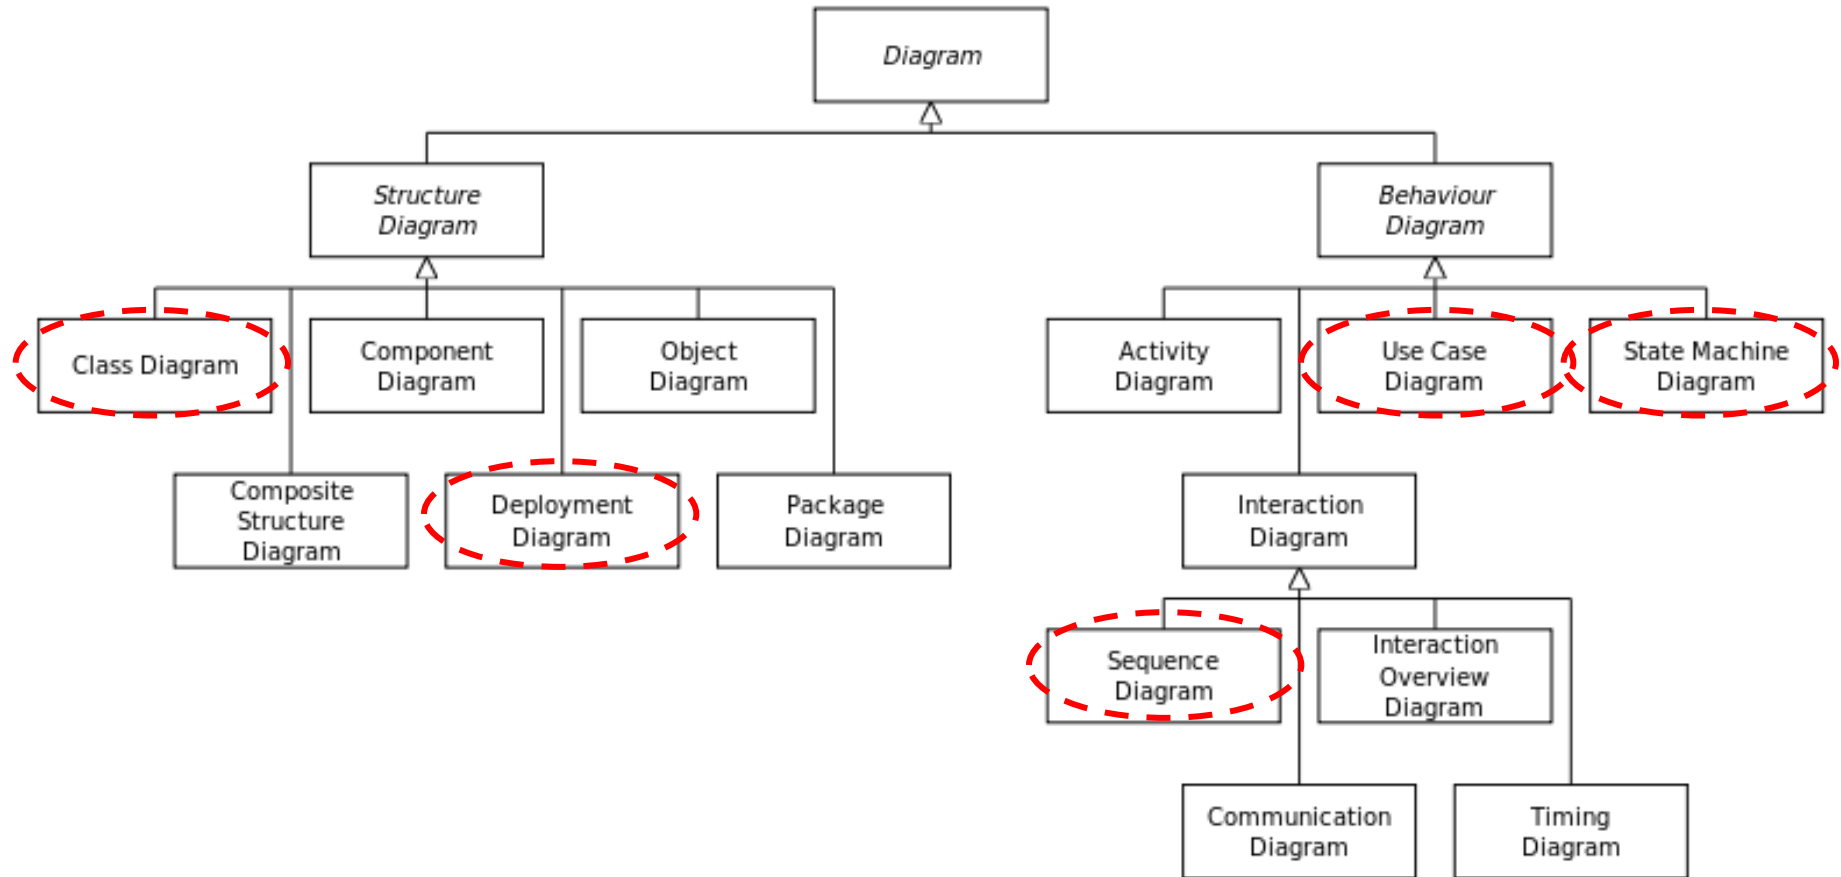 Diagram
Structure
Diagram
Behaviour
Diagram
Class Diagram
Component
Diagram
Object
Diagram
Activity
Diagram
Use Case
Diagram
State Machine
Diagram
Composite
Structure
Diagram
Deployment
Diagram
Package
Diagram
Interaction
Diagram
Sequence
Diagram
Interaction
Overview
Diagram
Communication
Diagram
Timing
Diagram